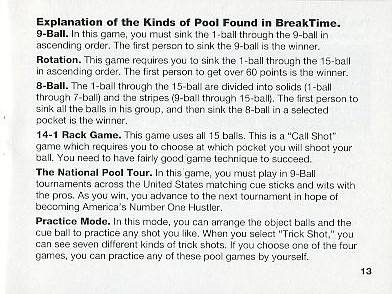 Explanation of the Kinds of Pool Found in BreakTime.
9-Ball. In this game, you must sink the 1-ball through the 9-ball in
ascending order. The first person to sink the 9-ball is the winner.
Rotation. This game requires you to sink the 1-ball through the 15-ball
in ascending order. The first person to get over 60 points is the winner.
8-Ball. The 1-ball through the 15-ball are divided into solids (1-ball
through 7-ball) and the stripes (9-ball through 15-ball). The first person to
sink all the balls in his group, and then sink the 8-ball in a selected
pocket is the winner.
14-1 Rack Game. This game uses all 15 balls. This is a "Call Shot"
game which requires you to choose at which pocket you will shoot your
ball. You need to have fairly good game technique to succeed.
The National Pool Tour. In this game, you must play in 9-Ball
tournaments across the United States matching cue sticks and wits with
the pros. As you win, you advance to the next tournament in hope of
becoming America's Number One Hustler.
Practice Mode. In this mode, you can arrange the object balls and the
cue ball to practice any shot you like. When you select "Trick Shot," you
can see seven different kinds of trick shots. If you choose one of the four
games, you can practice any of these pool games by yourself.
13